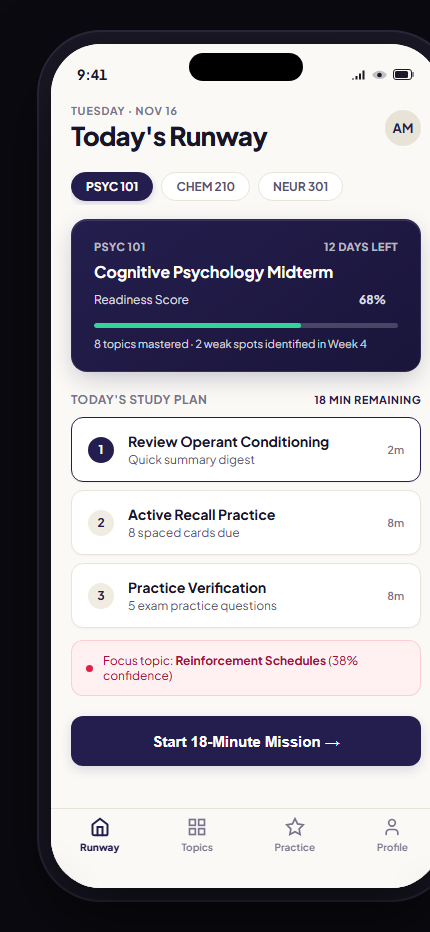 9:41
TUESDAY · NOV 16
Today's Runway
AM
PSYC 101 CHEM 210 NEUR 301
PSYC 101 12 DAYS LEFT
Cognitive Psychology Midterm
Readiness Score 68%
8 topics mastered · 2 weak spots identified in Week 4
TODAY'S STUDY PLAN 18 MIN REMAINING
1 Review Operant Conditioning 2m
Quick summary digest
2 Active Recall Practice 8m
8 spaced cards due
3 Practice Verification 8m
5 exam practice questions
Focus topic: Reinforcement Schedules (38%
confidence)
Start 18-Minute Mission →
Runway Topics Practice Profile